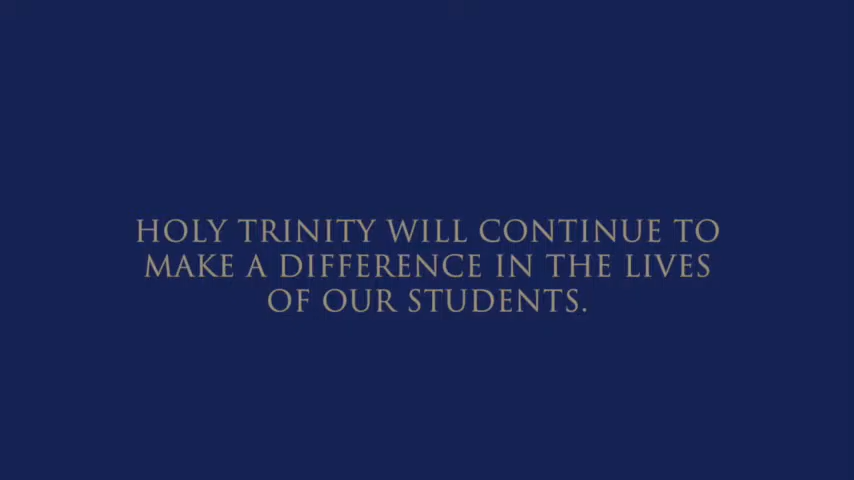 HOLY TRINITY WILL CONTINUE TO
MAKE A DIFFERENCE IN THE LIVES
OF OUR STUDENTS.